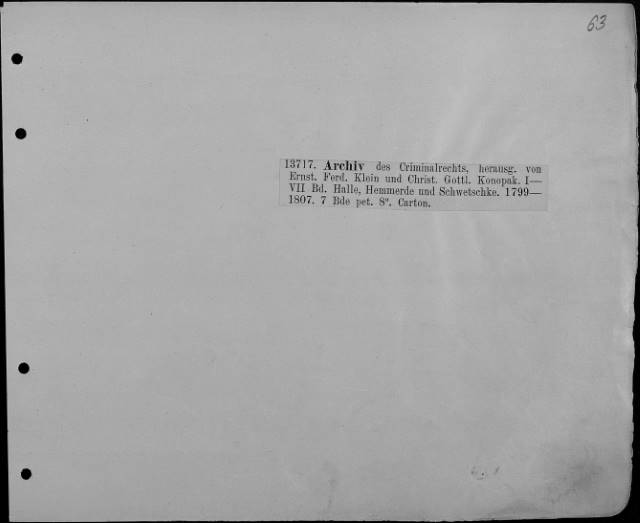 63
13717. Archiv des Criminalrechts, herausg. von
Ernst. Ferd. Klein und Christ. Gottl. Konopak. I—
VII Bd. Halle, Hemmerde und Schwetschke. 1799—
1807. 7 Bde pet. 8°. Carton.